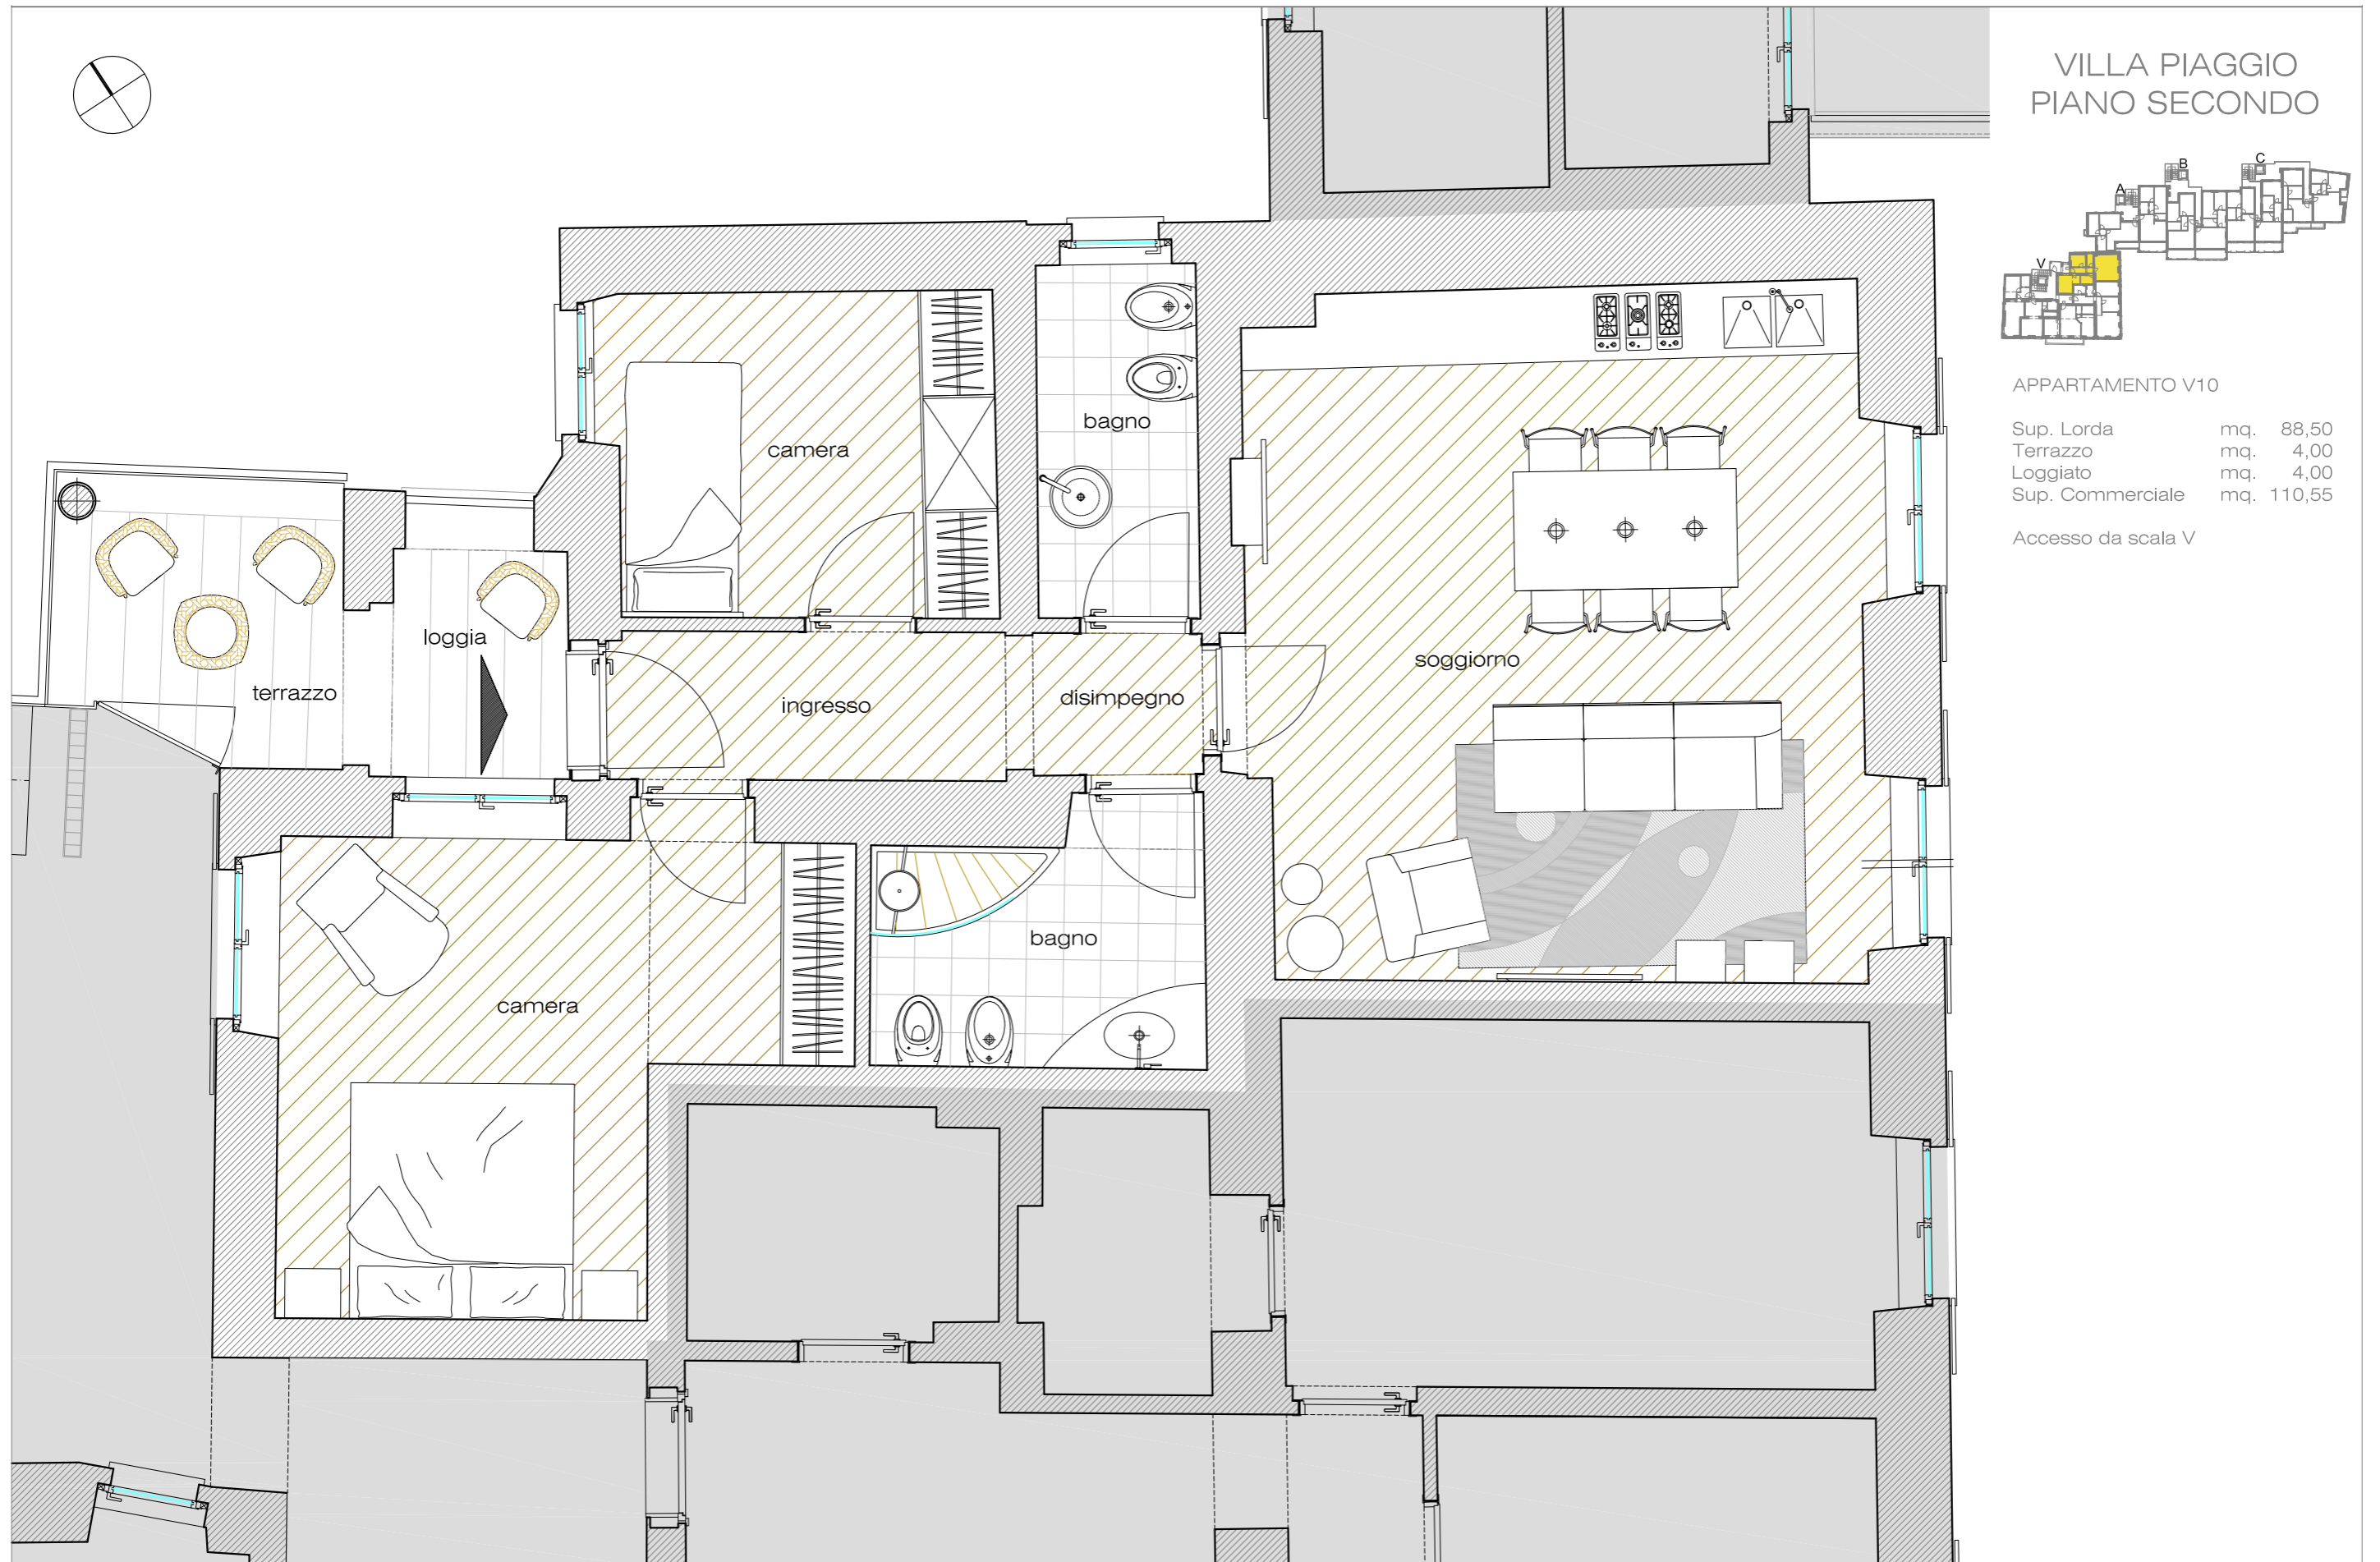 VILLA PIAGGIO
PIANO SECONDO
B
C
A
V
APPARTAMENTO V10
Sup. Lorda mq. 88,50
Terrazzo mq. 4,00
Loggiato mq. 4,00
Sup. Commerciale mq. 110,55
Accesso da scala V
bagno
camera
loggia
soggiorno
terrazzo
ingresso
disimpegno
bagno
camera